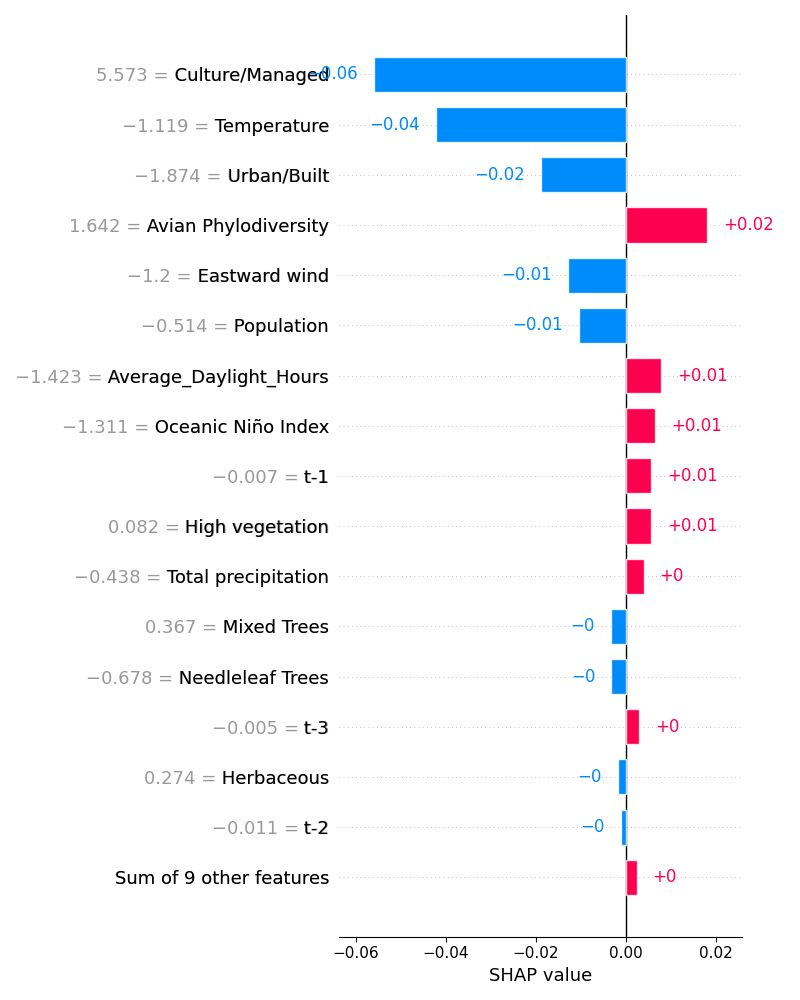 5.573 = Culture/Managed −0.06
−1.119 = Temperature −0.04
−1.874 = Urban/Built −0.02
1.642 = Avian Phylodiversity +0.02
−1.2 = Eastward wind −0.01
−0.514 = Population −0.01
−1.423 = Average_Daylight_Hours +0.01
−1.311 = Oceanic Niño Index +0.01
−0.007 = t-1 +0.01
0.082 = High vegetation +0.01
−0.438 = Total precipitation +0
0.367 = Mixed Trees −0
−0.678 = Needleleaf Trees −0
−0.005 = t-3 +0
0.274 = Herbaceous −0
−0.011 = t-2 −0
Sum of 9 other features +0
−0.06 −0.04 −0.02 0.00 0.02
SHAP value